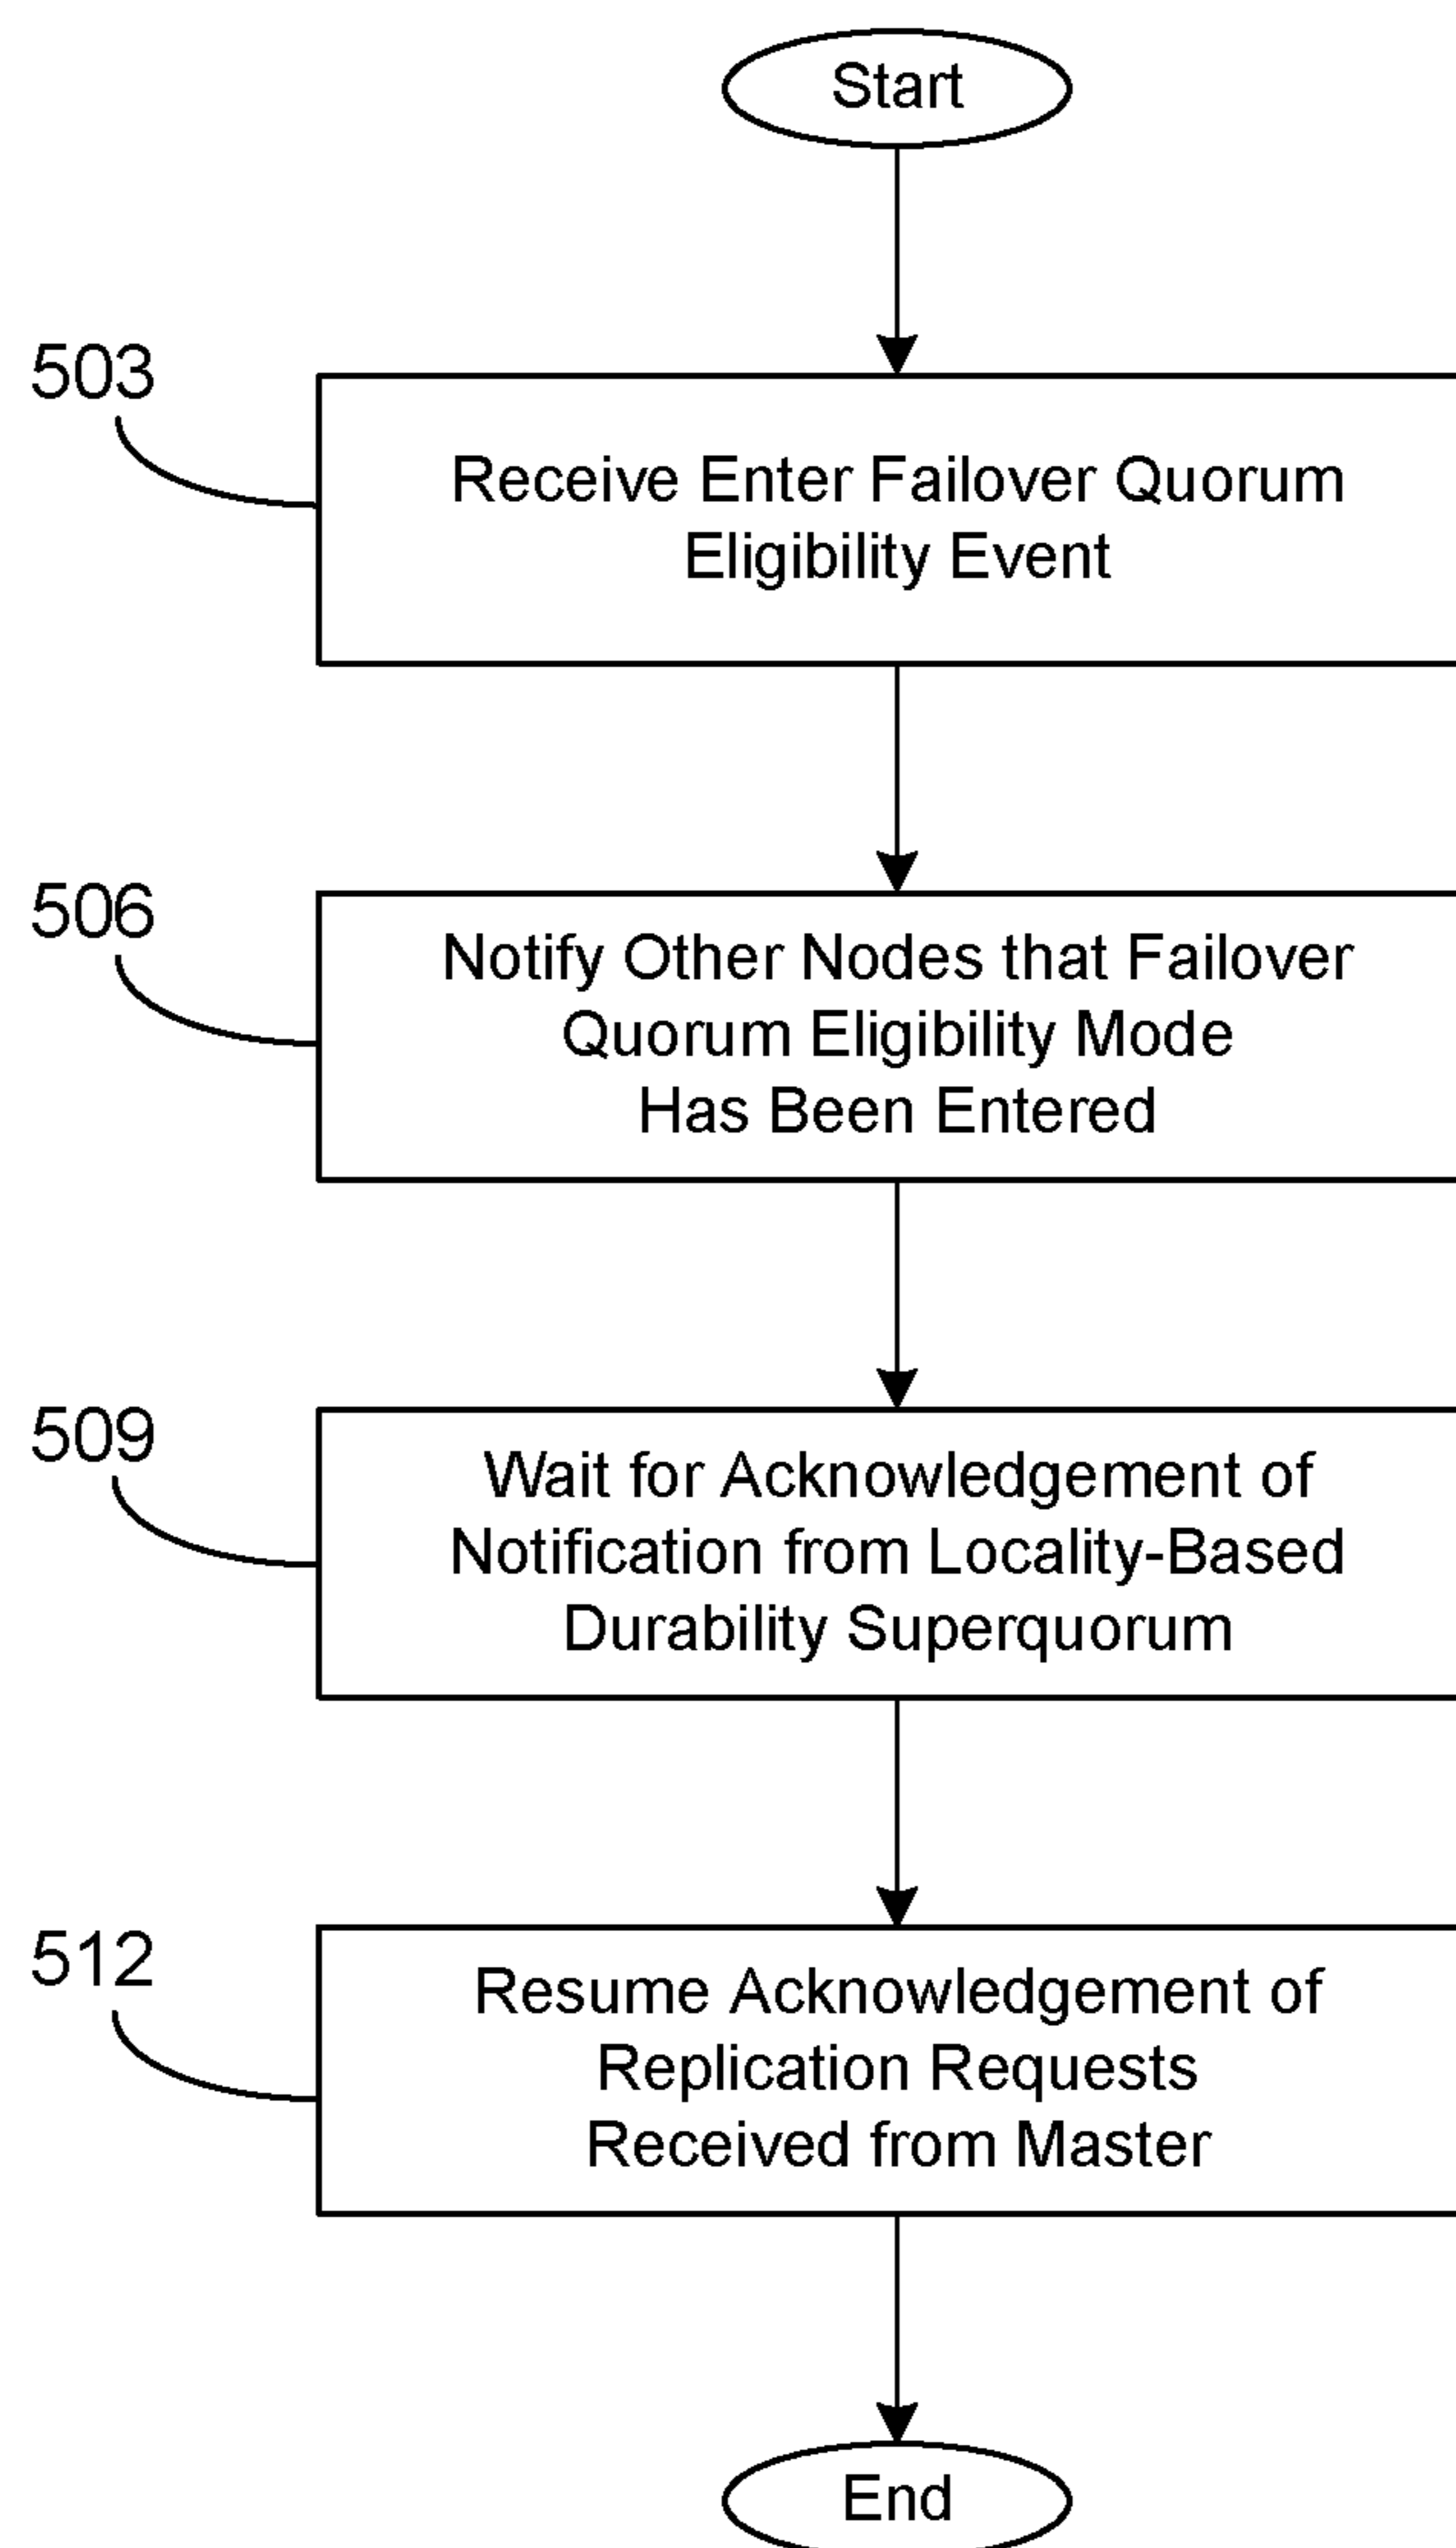 Start
503
Receive Enter Failover Quorum
Eligibility Event
506
Notify Other Nodes that Failover
Quorum Eligibility Mode
Has Been Entered
509
Wait for Acknowledgement of
Notification from Locality-Based
Durability Superquorum
512
Resume Acknowledgement of
Replication Requests
Received from Master
End